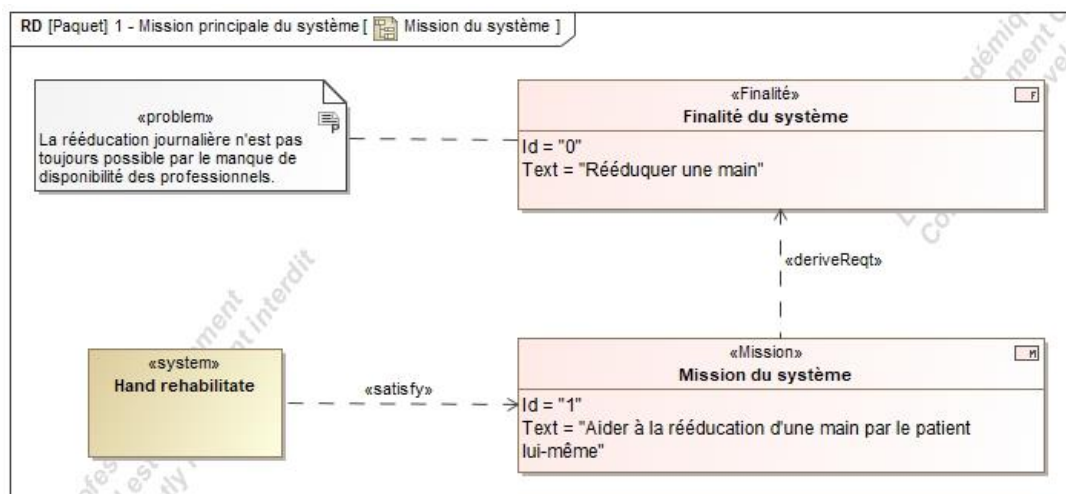 RD [Paquet] 1 - Mission principale du système [ Mission du système ]
«problem»
La rééducation journalière n'est pas
toujours possible par le manque de
disponibilité des professionnels.
P
«Finalité»
F
Finalité du système
Id = "0"
Text = "Rééduquer une main"
«deriveReqt»
«system»
Hand rehabilitate
«satisfy»
«Mission»
M
Mission du système
Id = "1"
Text = "Aider à la rééducation d'une main par le patient
lui-même"